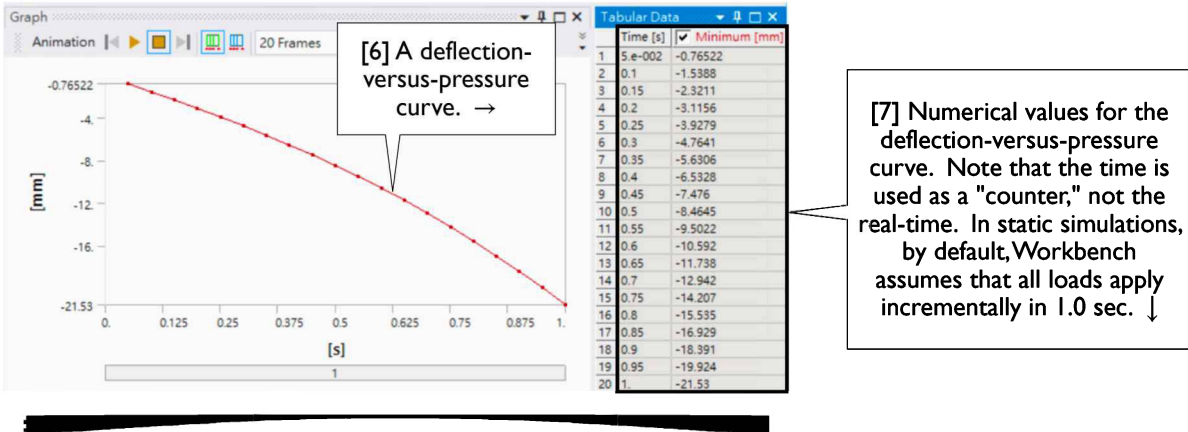 Graph
Animation
20 Frames
[6] A deflection-
versus-pressure
curve. →
-0.76522
-4.
-8.
-12.
-16.
-21.53
[mm]
0.
0.125
0.25
0.375
0.5
0.625
0.75
0.875
1.
[s]
1
Tabular Data
Time [s] Minimum [mm]
1 5.e-002 -0.76522
2 0.1 -1.5388
3 0.15 -2.3211
4 0.2 -3.1156
5 0.25 -3.9279
6 0.3 -4.7641
7 0.35 -5.6306
8 0.4 -6.5328
9 0.45 -7.476
10 0.5 -8.4645
11 0.55 -9.5022
12 0.6 -10.592
13 0.65 -11.738
14 0.7 -12.942
15 0.75 -14.207
16 0.8 -15.535
17 0.85 -16.929
18 0.9 -18.391
19 0.95 -19.924
20 1. -21.53
[7] Numerical values for the
deflection-versus-pressure
curve. Note that the time is
used as a "counter," not the
real-time. In static simulations,
by default, Workbench
assumes that all loads apply
incrementally in 1.0 sec. ↓